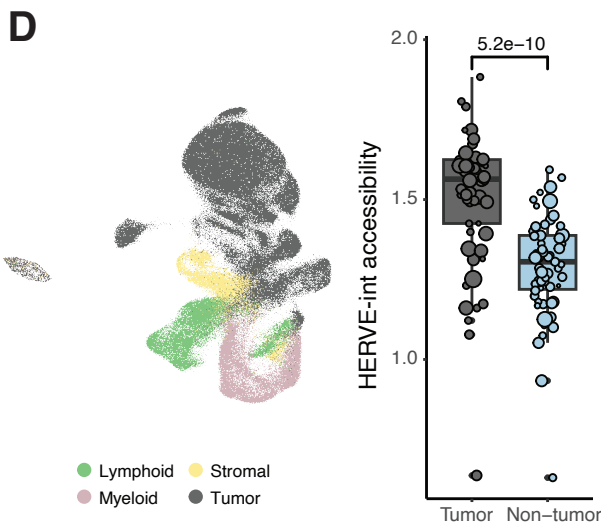 D
Lymphoid
Stromal
Myeloid
Tumor
HERVE-int accessibility
2.0
1.5
1.0
5.2e−10
Tumor
Non−tumor